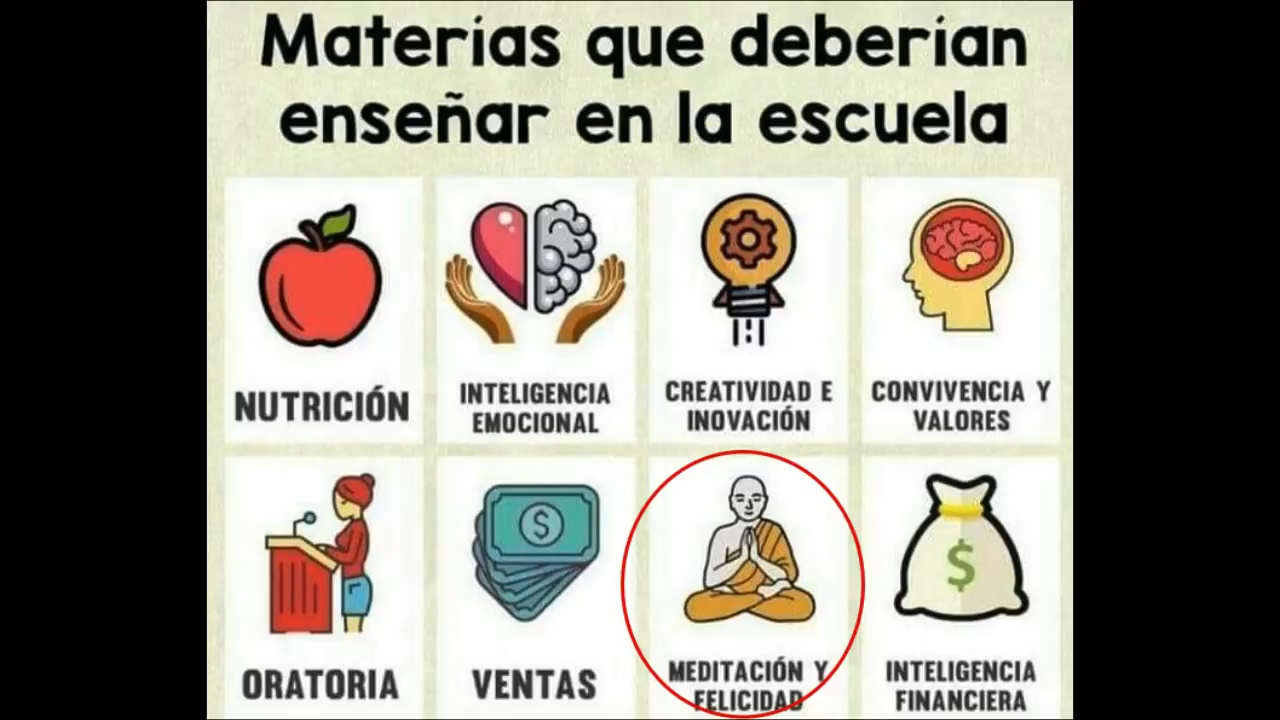 Materias que deberian
enseñar en la escuela
NUTRICIÓN
INTELIGENCIA
EMOCIONAL
CREATIVIDAD E
INOVACIÓN
CONVIVENCIA Y
VALORES
ORATORIA
VENTAS
MEDITACIÓN Y
FELICIDAD
INTELIGENCIA
FINANCIERA